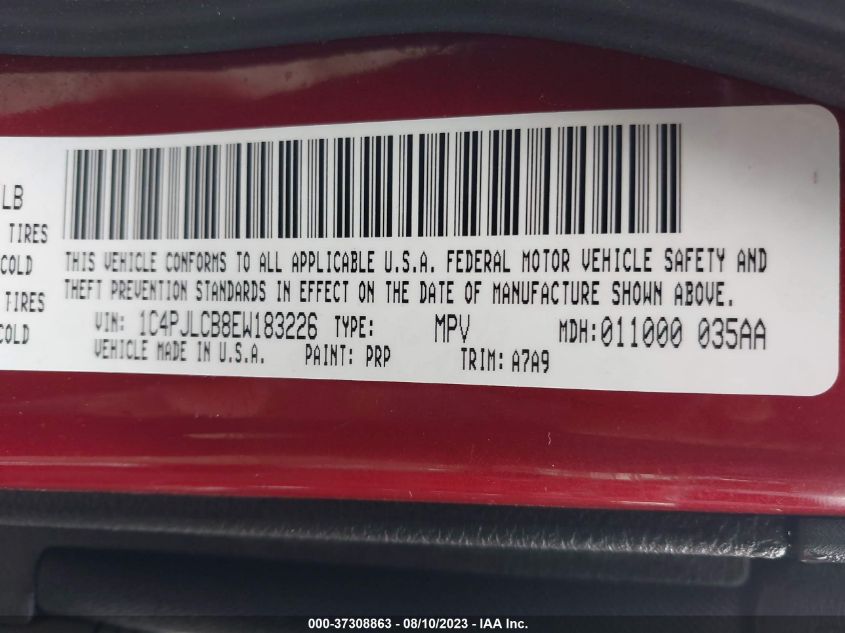 LB
TIRES
COLD
TIRES
COLD
THIS VEHICLE CONFORMS TO ALL APPLICABLE U.S.A. FEDERAL MOTOR VEHICLE SAFETY AND
THEFT PREVENTION STANDARDS IN EFFECT ON THE DATE OF MANUFACTURE SHOWN ABOVE.
VIN: 1C4PJLCB8EW183226 TYPE: MPV MDH:011000 035AA
VEHICLE MADE IN U.S.A. PAINT: PRP TRIM: A7A9
000-37308863 - 08/10/2023 - IAA Inc.